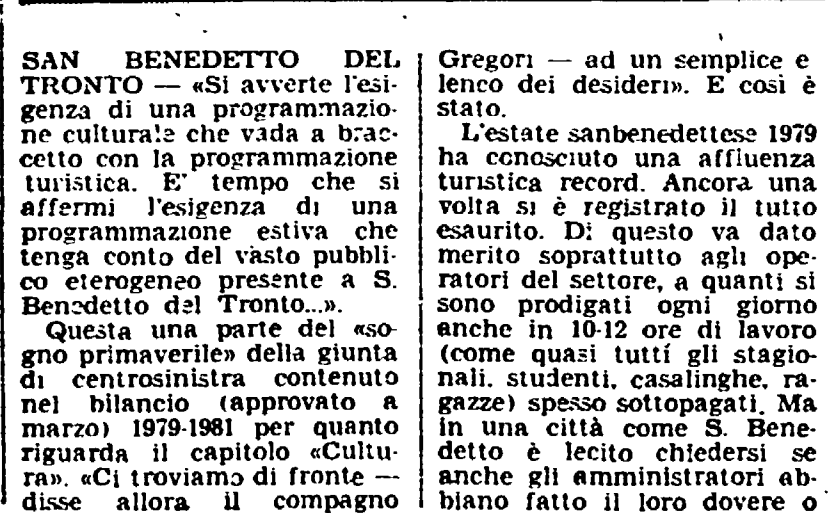 SAN BENEDETTO DEL
TRONTO — «Si avverte l'esi-
genza di una programmazio-
ne culturale che vada a brac-
cetto con la programmazione
turistica. E' tempo che si
affermi l'esigenza di una
programmazione estiva che
tenga conto del vasto pubbli-
co eterogeneo presente a S.
Benedetto del Tronto...».
Questa una parte del «so-
gno primaverile» della giunta
di centrosinistra contenuto
nel bilancio (approvato a
marzo) 1979-1981 per quanto
riguarda il capitolo «Cultu-
ra». «Ci troviamo di fronte —
disse allora il compagno
Gregori — ad un semplice e
lenco dei desideri». E così è
stato.
L'estate sanbenedettese 1979
ha conosciuto una affluenza
turistica record. Ancora una
volta si è registrato il tutto
esaurito. Di questo va dato
merito soprattutto agli ope-
ratori del settore, a quanti si
sono prodigati ogni giorno
anche in 10-12 ore di lavoro
(come quasi tutti gli stagio-
nali, studenti, casalinghe, ra-
gazze) spesso sottopagati. Ma
in una città come S. Bene-
detto è lecito chiedersi se
anche gli amministratori ab-
biano fatto il loro dovere o